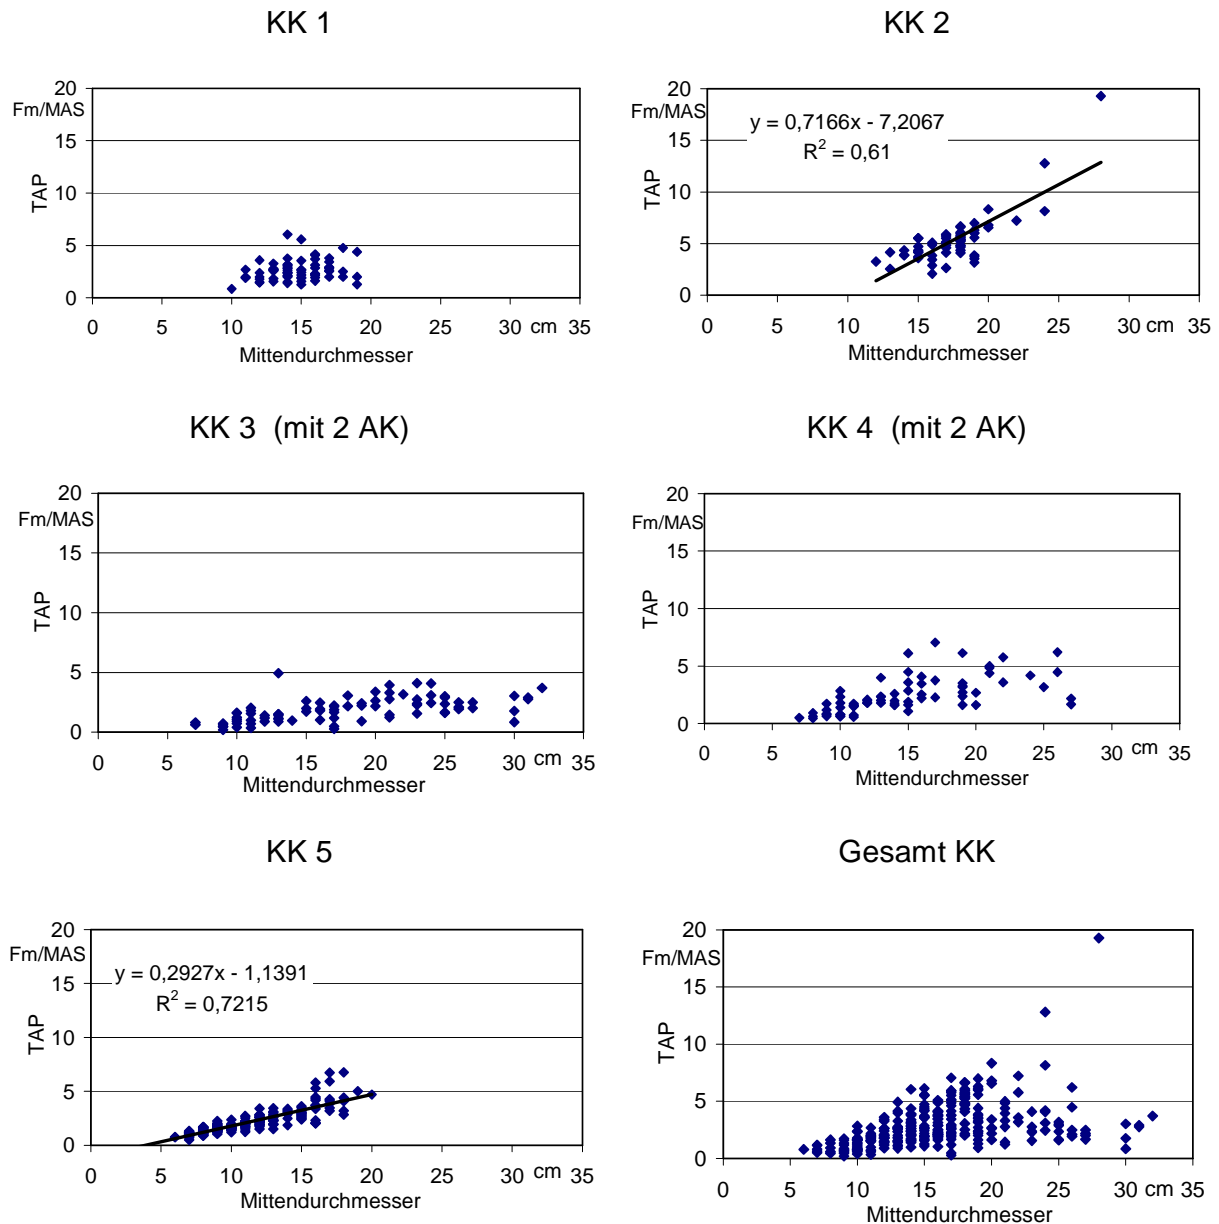 KK 1
20
Fm/MAS
15
TAP
10
5
0
0 5 10 15 20 25 30 cm 35
Mittendurchmesser
KK 2
20
Fm/MAS
y = 0,7166x - 7,2067
R² = 0,61
15
TAP
10
5
0
0 5 10 15 20 25 30 cm 35
Mittendurchmesser
KK 3 (mit 2 AK)
20
Fm/MAS
15
TAP
10
5
0
0 5 10 15 20 25 30 cm 35
Mittendurchmesser
KK 4 (mit 2 AK)
20
Fm/MAS
15
TAP
10
5
0
0 5 10 15 20 25 30 cm 35
Mittendurchmesser
KK 5
20
Fm/MAS
y = 0,2927x - 1,1391
R² = 0,7215
15
TAP
10
5
0
0 5 10 15 20 25 30 cm 35
Mittendurchmesser
Gesamt KK
20
Fm/MAS
15
TAP
10
5
0
0 5 10 15 20 25 30 cm 35
Mittendurchmesser